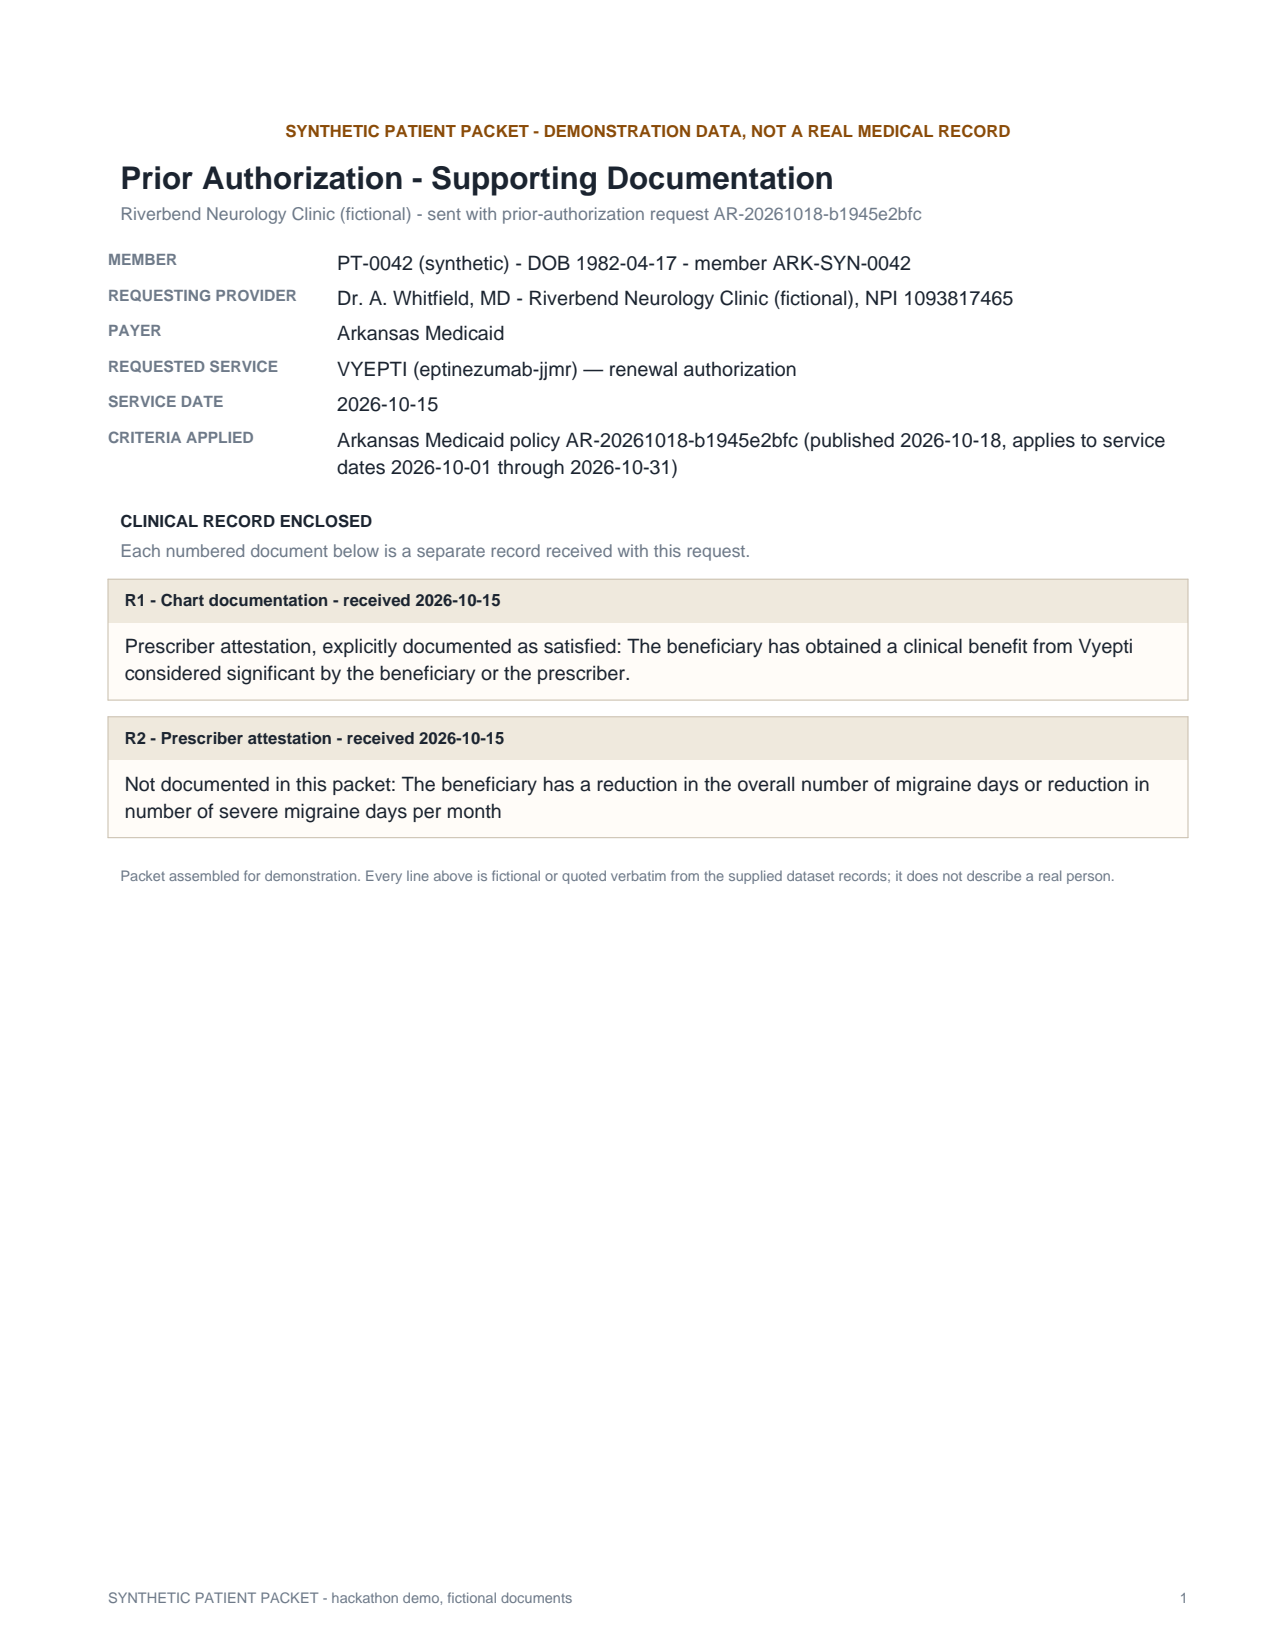 SYNTHETIC PATIENT PACKET - DEMONSTRATION DATA, NOT A REAL MEDICAL RECORD
Prior Authorization - Supporting Documentation
Riverbend Neurology Clinic (fictional) - sent with prior-authorization request AR-20261018-b1945e2bfc
MEMBER PT-0042 (synthetic) - DOB 1982-04-17 - member ARK-SYN-0042
REQUESTING PROVIDER Dr. A. Whitfield, MD - Riverbend Neurology Clinic (fictional), NPI 1093817465
PAYER Arkansas Medicaid
REQUESTED SERVICE VYEPTI (eptinezumab-jjmr) — renewal authorization
SERVICE DATE 2026-10-15
CRITERIA APPLIED Arkansas Medicaid policy AR-20261018-b1945e2bfc (published 2026-10-18, applies to service
dates 2026-10-01 through 2026-10-31)
CLINICAL RECORD ENCLOSED
Each numbered document below is a separate record received with this request.
R1 - Chart documentation - received 2026-10-15
Prescriber attestation, explicitly documented as satisfied: The beneficiary has obtained a clinical benefit from Vyepti
considered significant by the beneficiary or the prescriber.
R2 - Prescriber attestation - received 2026-10-15
Not documented in this packet: The beneficiary has a reduction in the overall number of migraine days or reduction in
number of severe migraine days per month
Packet assembled for demonstration. Every line above is fictional or quoted verbatim from the supplied dataset records; it does not describe a real person.
SYNTHETIC PATIENT PACKET - hackathon demo, fictional documents 1